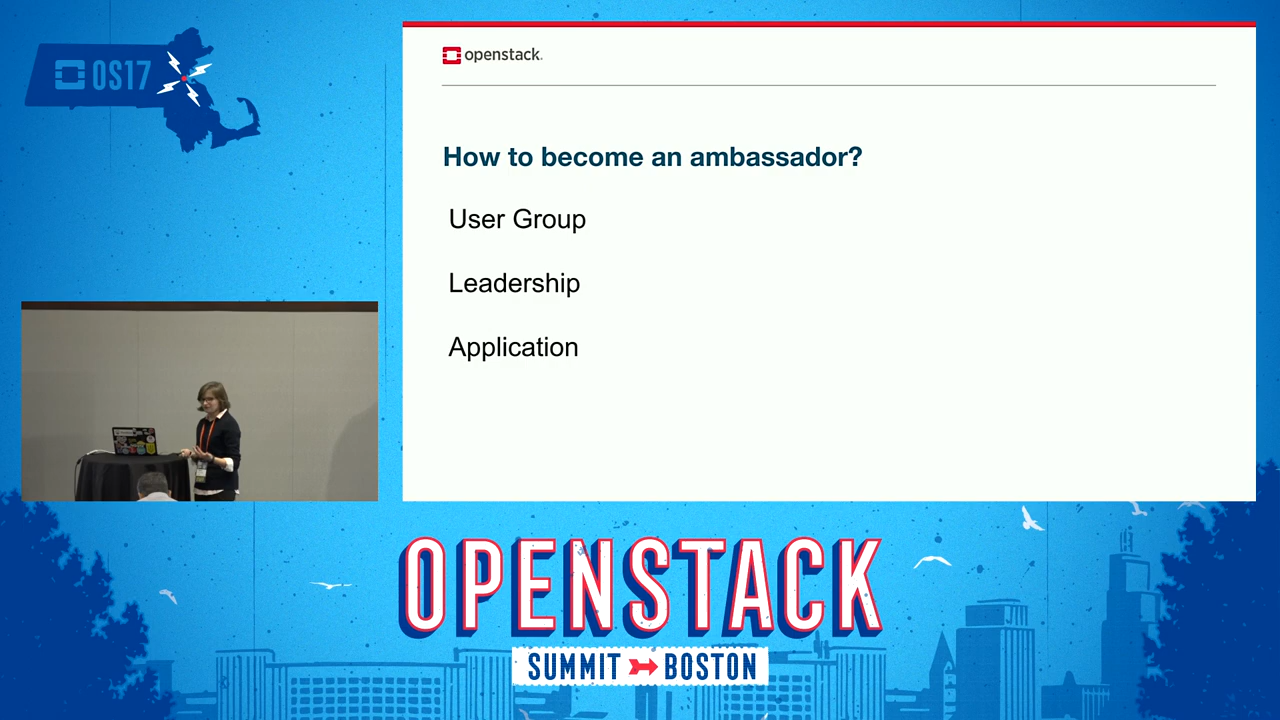 OS17
openstack.
How to become an ambassador?
User Group
Leadership
Application
OPENSTACK
SUMMIT BOSTON